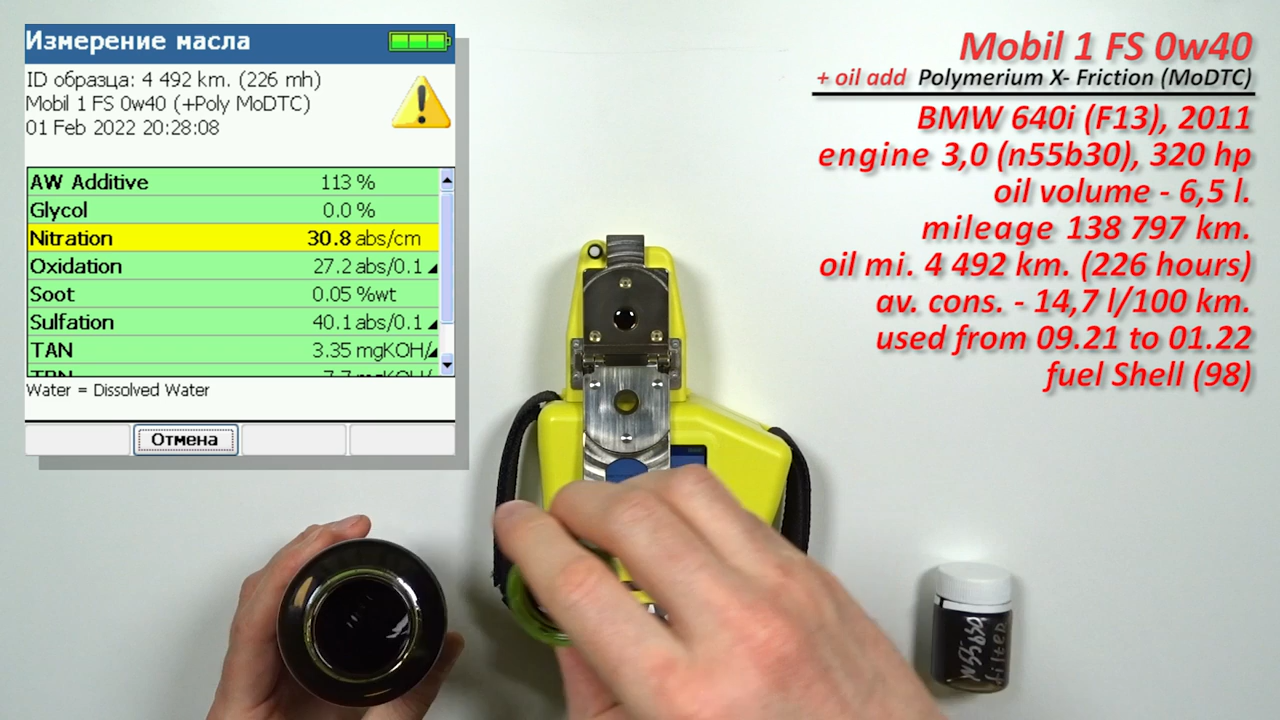 Измерение масла
ID образца: 4 492 km. (226 mh)
Mobil 1 FS 0w40 (+Poly MoDTC)
01 Feb 2022 20:28:08
AW Additive 113 %
Glycol 0.0 %
Nitration 30.8 abs/cm
Oxidation 27.2 abs/0.1
Soot 0.05 %wt
Sulfation 40.1 abs/0.1
TAN 3.35 mgKOH/
Water = Dissolved Water
Отмена
Mobil 1 FS 0w40
+ oil add Polymerium X- Friction (MoDTC)
BMW 640i (F13), 2011
engine 3,0 (n55b30), 320 hp
oil volume - 6,5 l.
mileage 138 797 km.
oil mi. 4 492 km. (226 hours)
av. cons. - 14,7 l/100 km.
used from 09.21 to 01.22
fuel Shell (98)